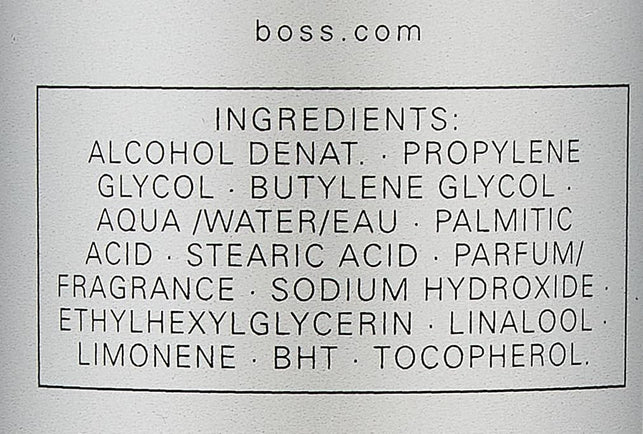 boss.com
INGREDIENTS:
ALCOHOL DENAT. · PROPYLENE
GLYCOL · BUTYLENE GLYCOL ·
AQUA /WATER/EAU · PALMITIC
ACID · STEARIC ACID · PARFUM/
FRAGRANCE · SODIUM HYDROXIDE ·
ETHYLHEXYLGLYCERIN · LINALOOL ·
LIMONENE · BHT · TOCOPHEROL.